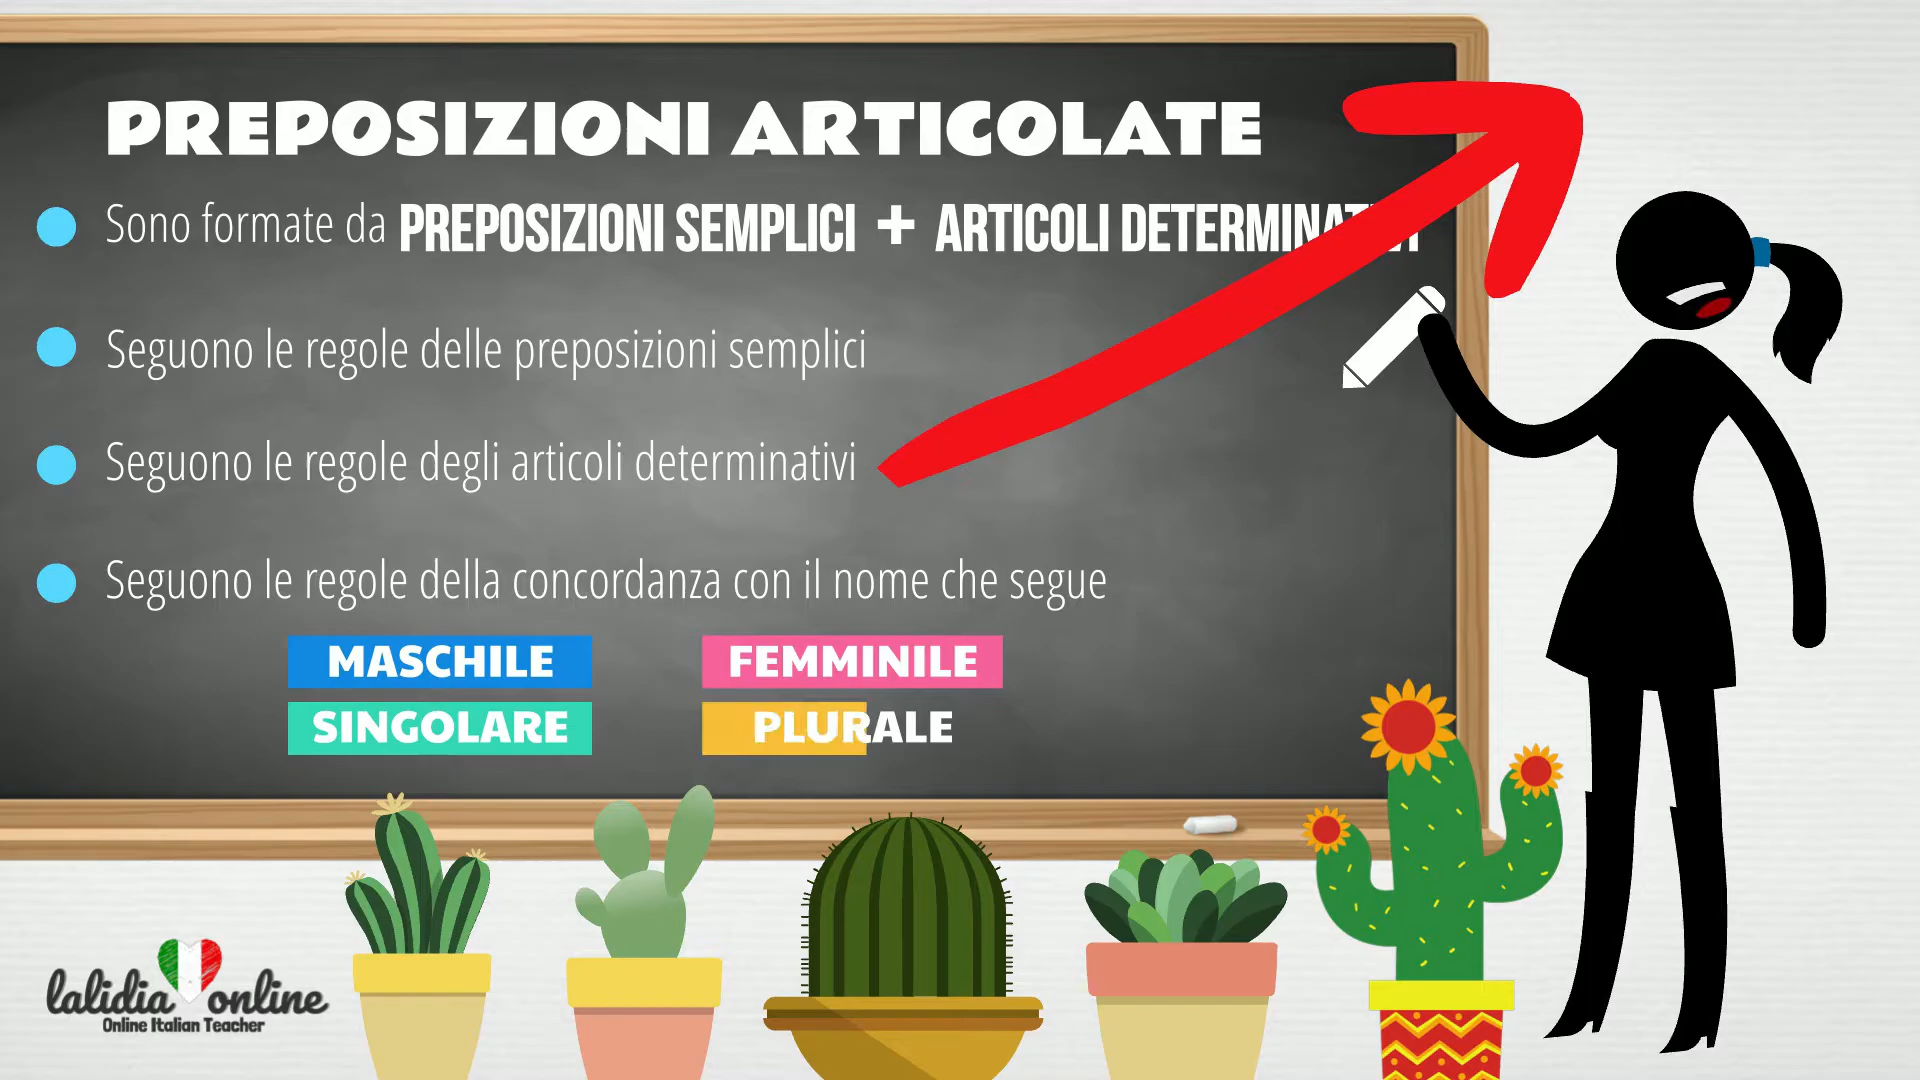 PREPOSIZIONI ARTICOLATE
Sono formate da PREPOSIZIONI SEMPLICI + ARTICOLI DETERMINATIVI
Seguono le regole delle preposizioni semplici
Seguono le regole degli articoli determinativi
Seguono le regole della concordanza con il nome che segue
MASCHILE FEMMINILE
SINGOLARE PLURALE
lalidia online
Online Italian Teacher